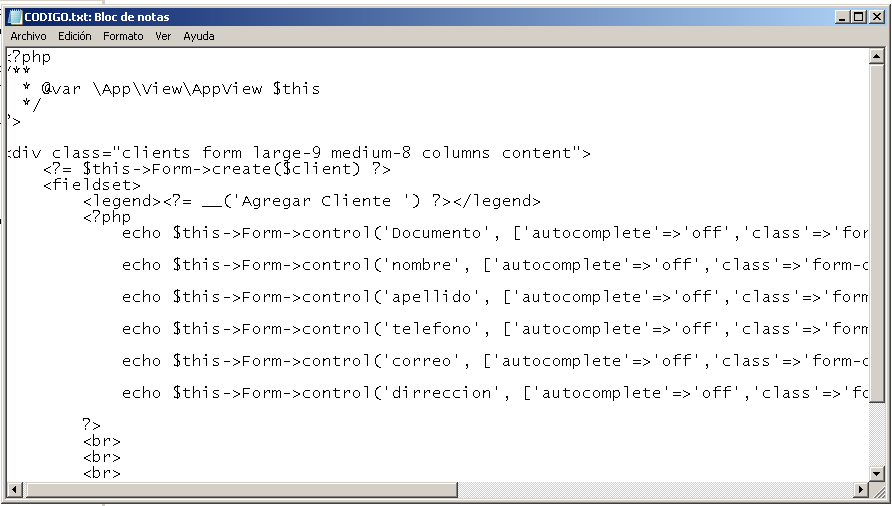 CODIGO.txt: Bloc de notas
Archivo Edición Formato Ver Ayuda
<?php
/**
* @var \App\View\AppView $this
*/
?>
<div class="clients form large-9 medium-8 columns content">
<?= $this->Form->create($client) ?>
<fieldset>
<legend><?= __('Agregar Cliente ') ?></legend>
<?php
echo $this->Form->control('Documento', ['autocomplete'=>'off','class'=>'for
echo $this->Form->control('nombre', ['autocomplete'=>'off','class'=>'form-c
echo $this->Form->control('apellido', ['autocomplete'=>'off','class'=>'form
echo $this->Form->control('telefono', ['autocomplete'=>'off','class'=>'form
echo $this->Form->control('correo', ['autocomplete'=>'off','class'=>'form-c
echo $this->Form->control('dirreccion', ['autocomplete'=>'off','class'=>'fo
?>
<br>
<br>
<br>